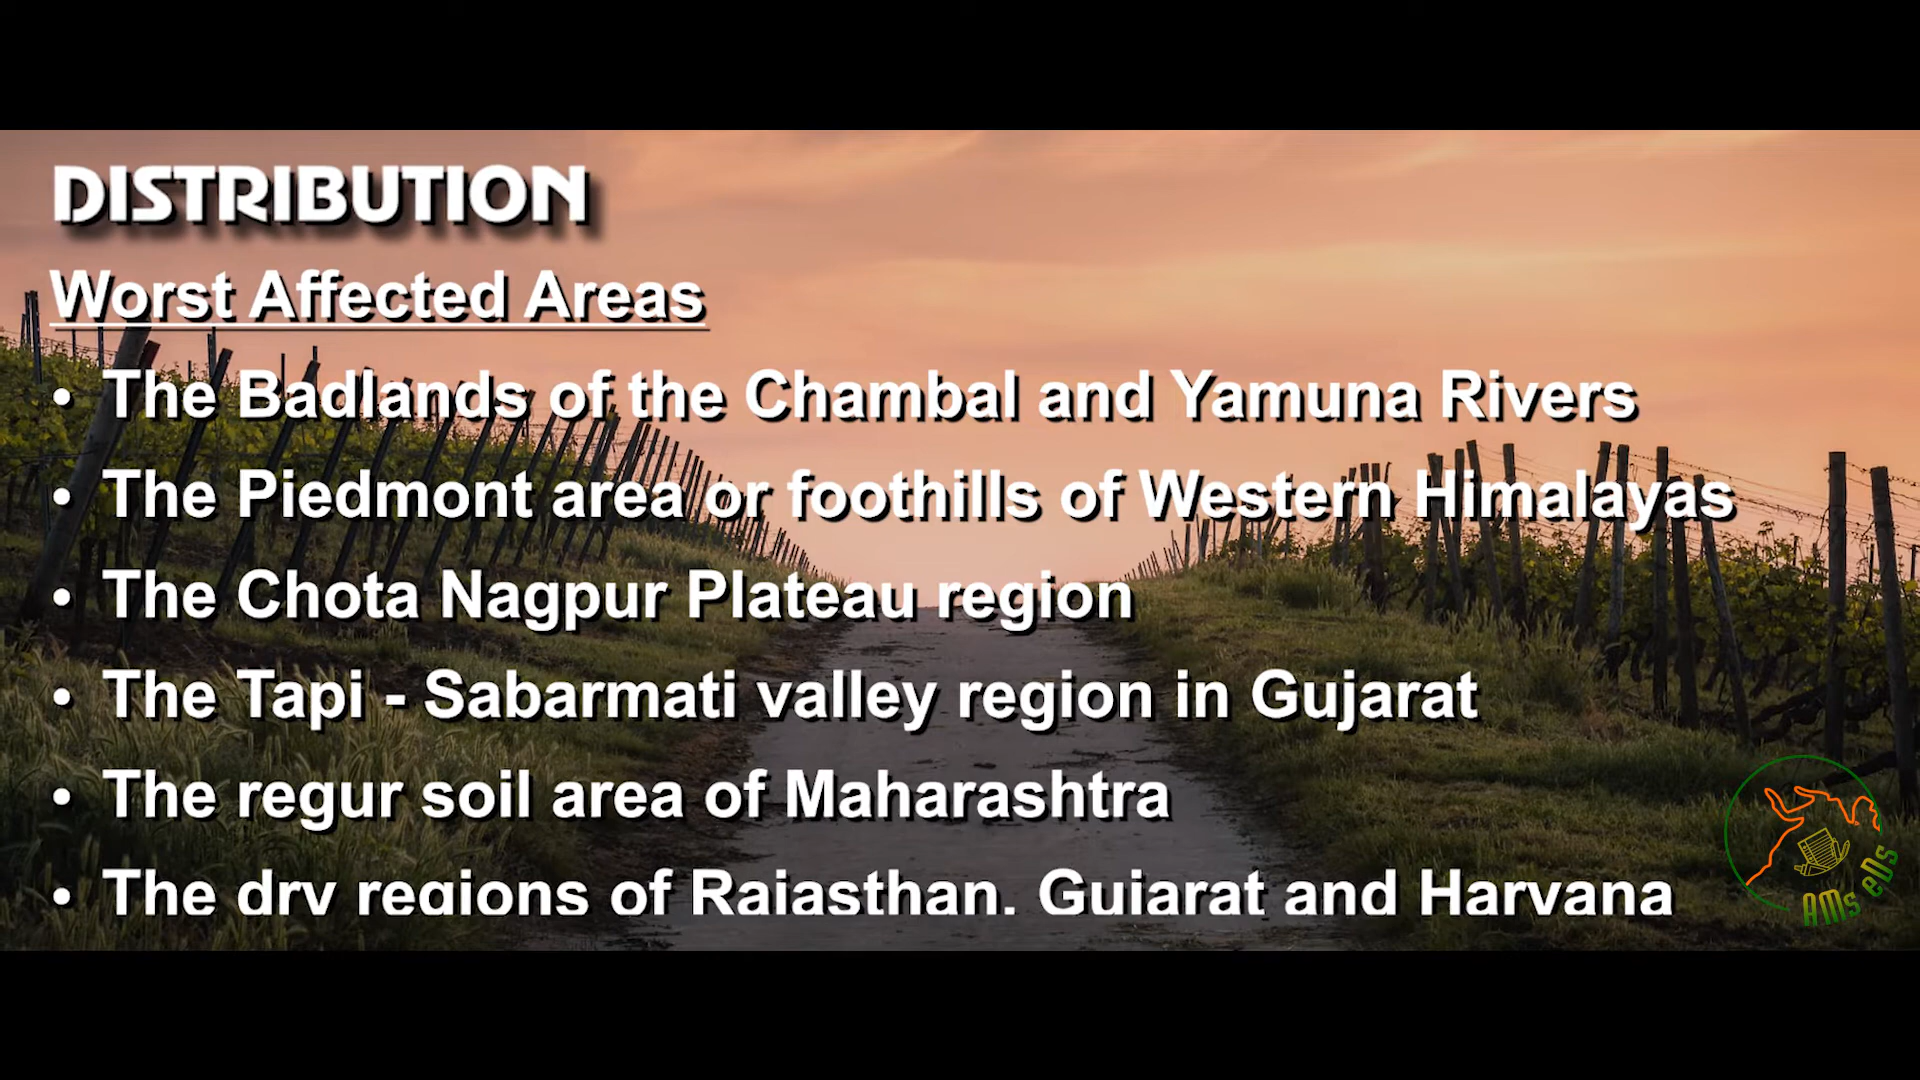 DISTRIBUTION
Worst Affected Areas
• The Badlands of the Chambal and Yamuna Rivers
• The Piedmont area or foothills of Western Himalayas
• The Chota Nagpur Plateau region
• The Tapi - Sabarmati valley region in Gujarat
• The regur soil area of Maharashtra
• The dry regions of Rajasthan, Gujarat and Haryana
AMs eDs